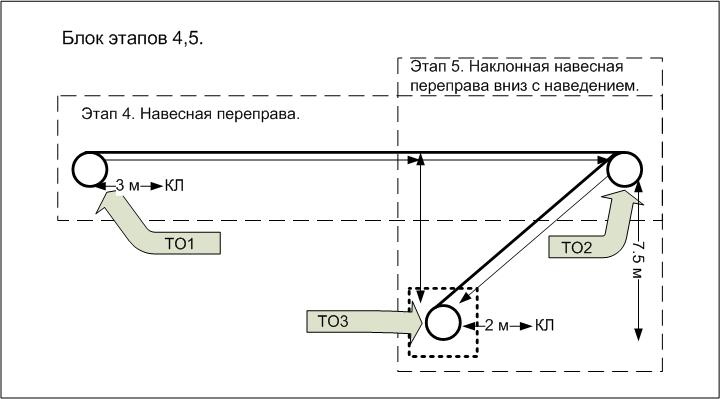 Блок этапов 4,5.
Этап 5. Наклонная навесная
переправа вниз с наведением.
Этап 4. Навесная переправа.
3 м КЛ
ТО1
ТО2
7.5 м
ТО3
2 м КЛ